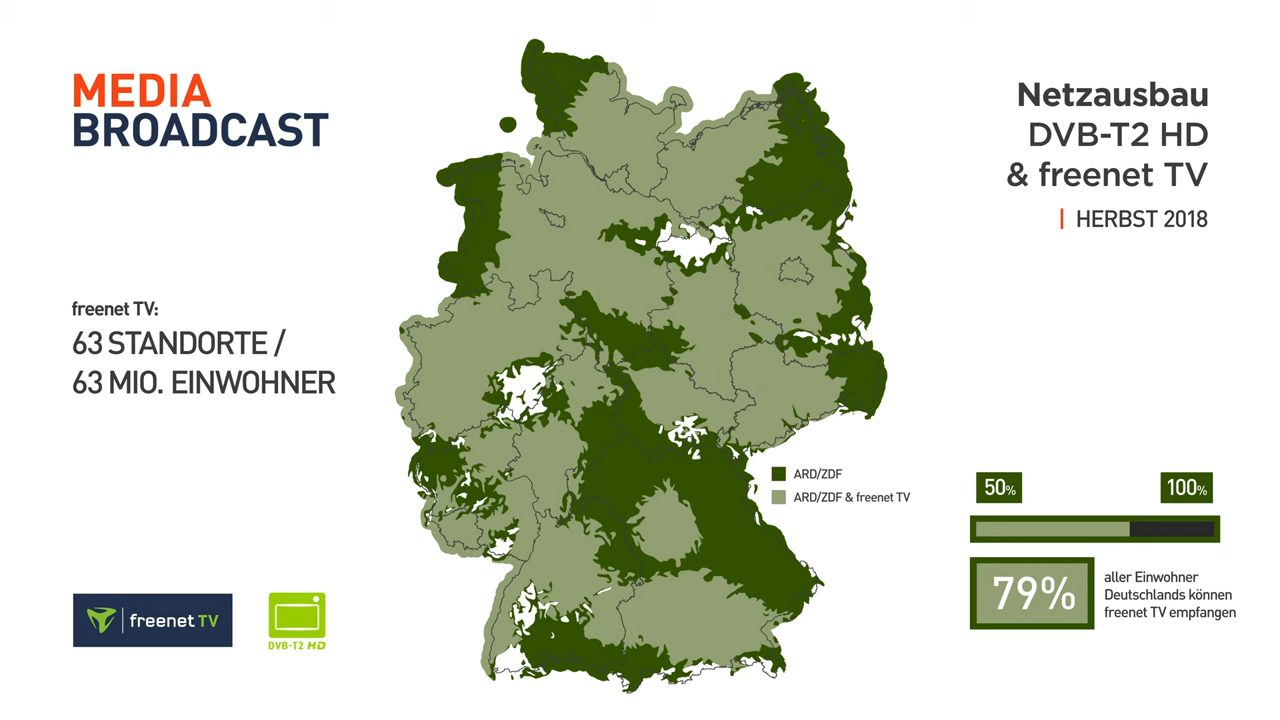 MEDIA
BROADCAST
Netzausbau
DVB-T2 HD
& freenet TV
| HERBST 2018
freenet TV:
63 STANDORTE /
63 MIO. EINWOHNER
ARD/ZDF
ARD/ZDF & freenet TV
50%
100%
79%
aller Einwohner
Deutschlands können
freenet TV empfangen
freenet TV
DVB-T2 HD